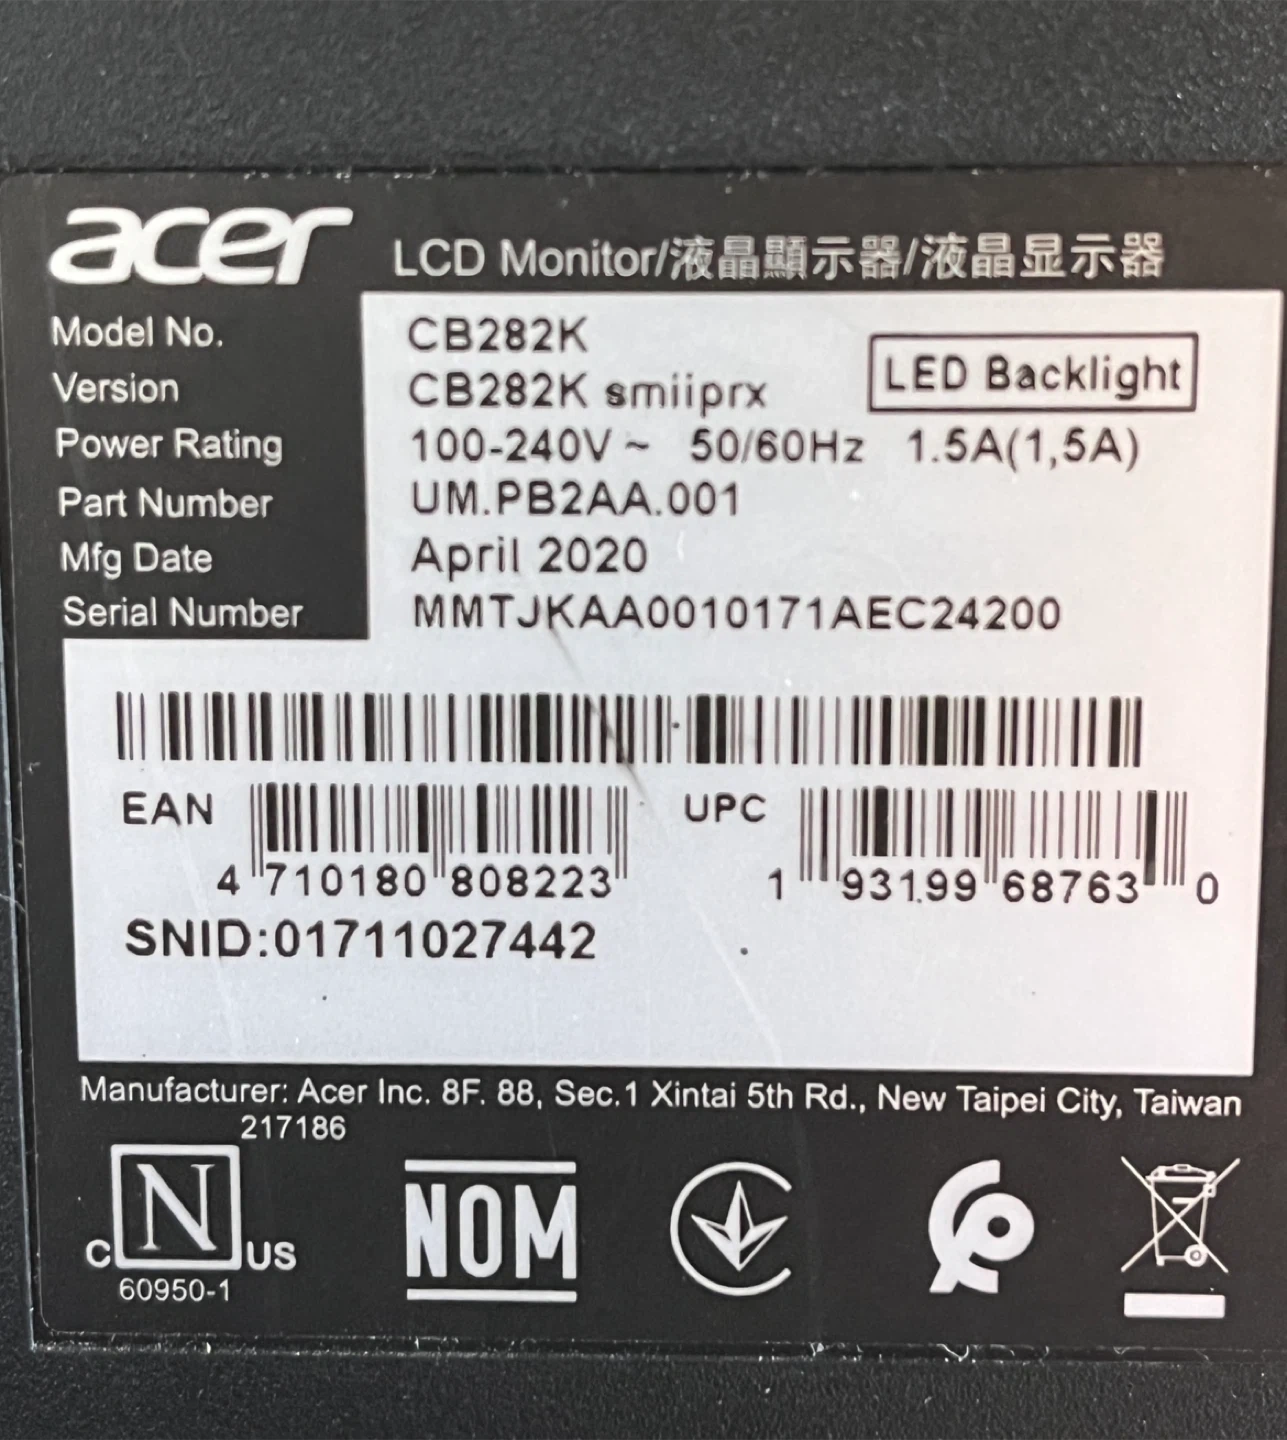 acer LCD Monitor/液晶顯示器/液晶显示器
Model No. CB282K
LED Backlight
Version CB282K smiiprx
Power Rating 100-240V ~ 50/60Hz 1.5A(1,5A)
Part Number UM.PB2AA.001
Mfg Date April 2020
Serial Number MMTJKAA0010171AEC24200
EAN 4 710180 808223 UPC 1 93199 68763 0
SNID:01711027442
Manufacturer: Acer Inc. 8F. 88, Sec.1 Xintai 5th Rd., New Taipei City, Taiwan
217186
C N US
60950-1
NOM